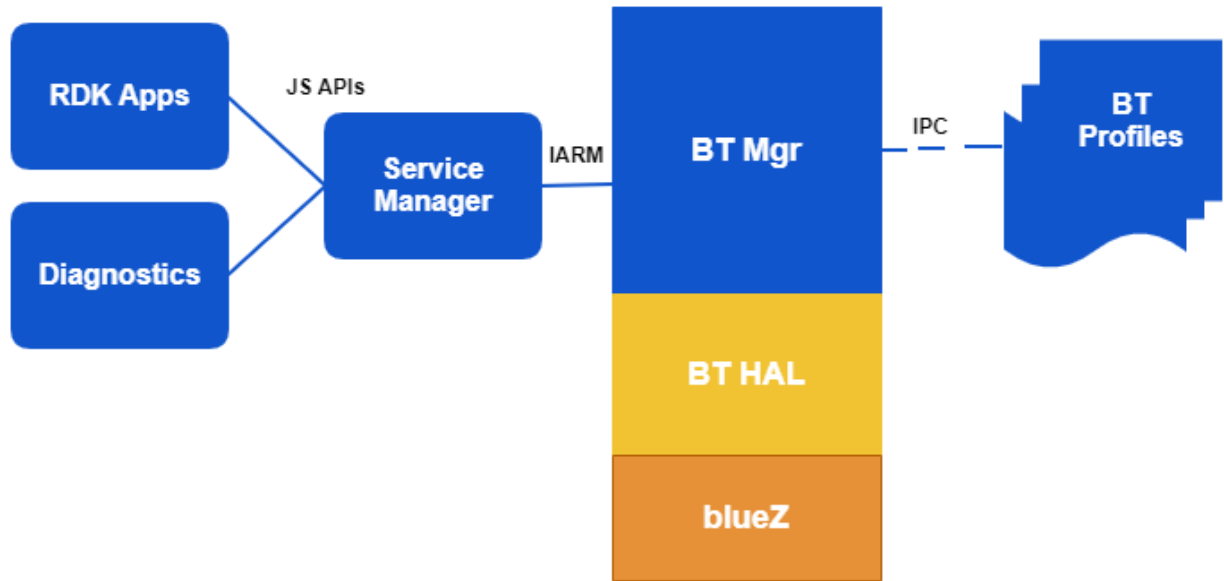 RDK Apps
Diagnostics
JS APIs
Service
Manager
IARM
BT Mgr
BT HAL
blueZ
IPC
BT
Profiles